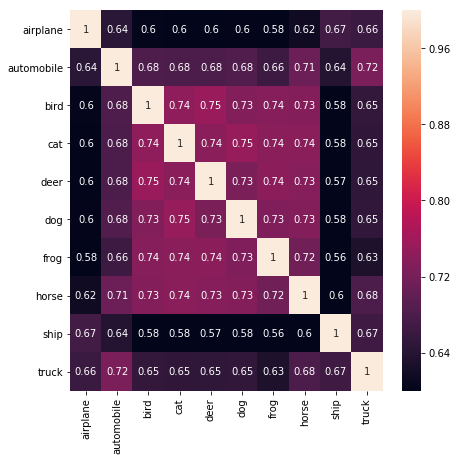 airplane 1 0.64 0.6 0.6 0.6 0.6 0.58 0.62 0.67 0.66
automobile 0.64 1 0.68 0.68 0.68 0.68 0.66 0.71 0.64 0.72
bird 0.6 0.68 1 0.74 0.75 0.73 0.74 0.73 0.58 0.65
cat 0.6 0.68 0.74 1 0.74 0.75 0.74 0.74 0.58 0.65
deer 0.6 0.68 0.75 0.74 1 0.73 0.74 0.73 0.57 0.65
dog 0.6 0.68 0.73 0.75 0.73 1 0.73 0.73 0.58 0.65
frog 0.58 0.66 0.74 0.74 0.74 0.73 1 0.72 0.56 0.63
horse 0.62 0.71 0.73 0.74 0.73 0.73 0.72 1 0.6 0.68
ship 0.67 0.64 0.58 0.58 0.57 0.58 0.56 0.6 1 0.67
truck 0.66 0.72 0.65 0.65 0.65 0.65 0.63 0.68 0.67 1
airplane automobile bird cat deer dog frog horse ship truck
0.96
0.88
0.80
0.72
0.64